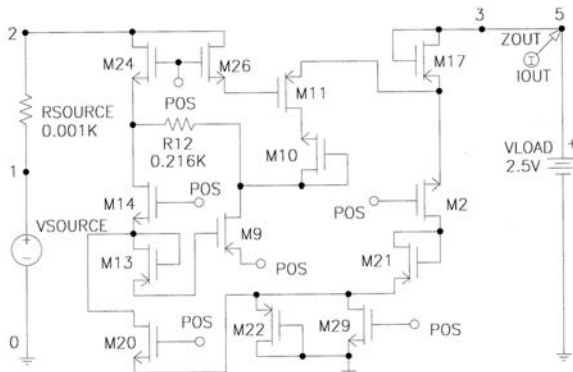 2
3
5
M24
M26
M17
ZOUT
I
IOUT
POS
M11
RSOURCE
0.001K
R12
0.216K
M10
VLOAD
2.5V
+
1
M14
POS
M9
POS
M2
VSOURCE
+
-
M13
POS
M21
0
M20
POS
M22
M29
POS